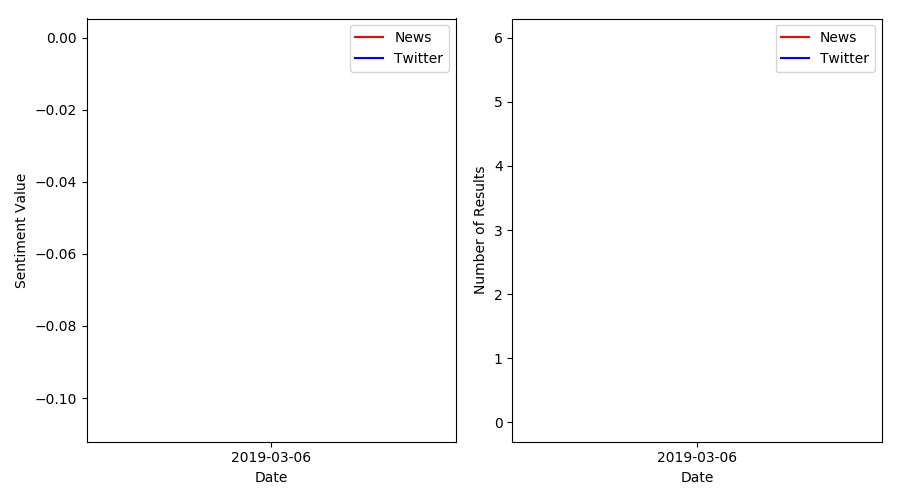 0.00
−0.02
−0.04
−0.06
−0.08
−0.10
Sentiment Value
News
Twitter
2019-03-06
Date
6
5
4
3
2
1
0
Number of Results
News
Twitter
2019-03-06
Date